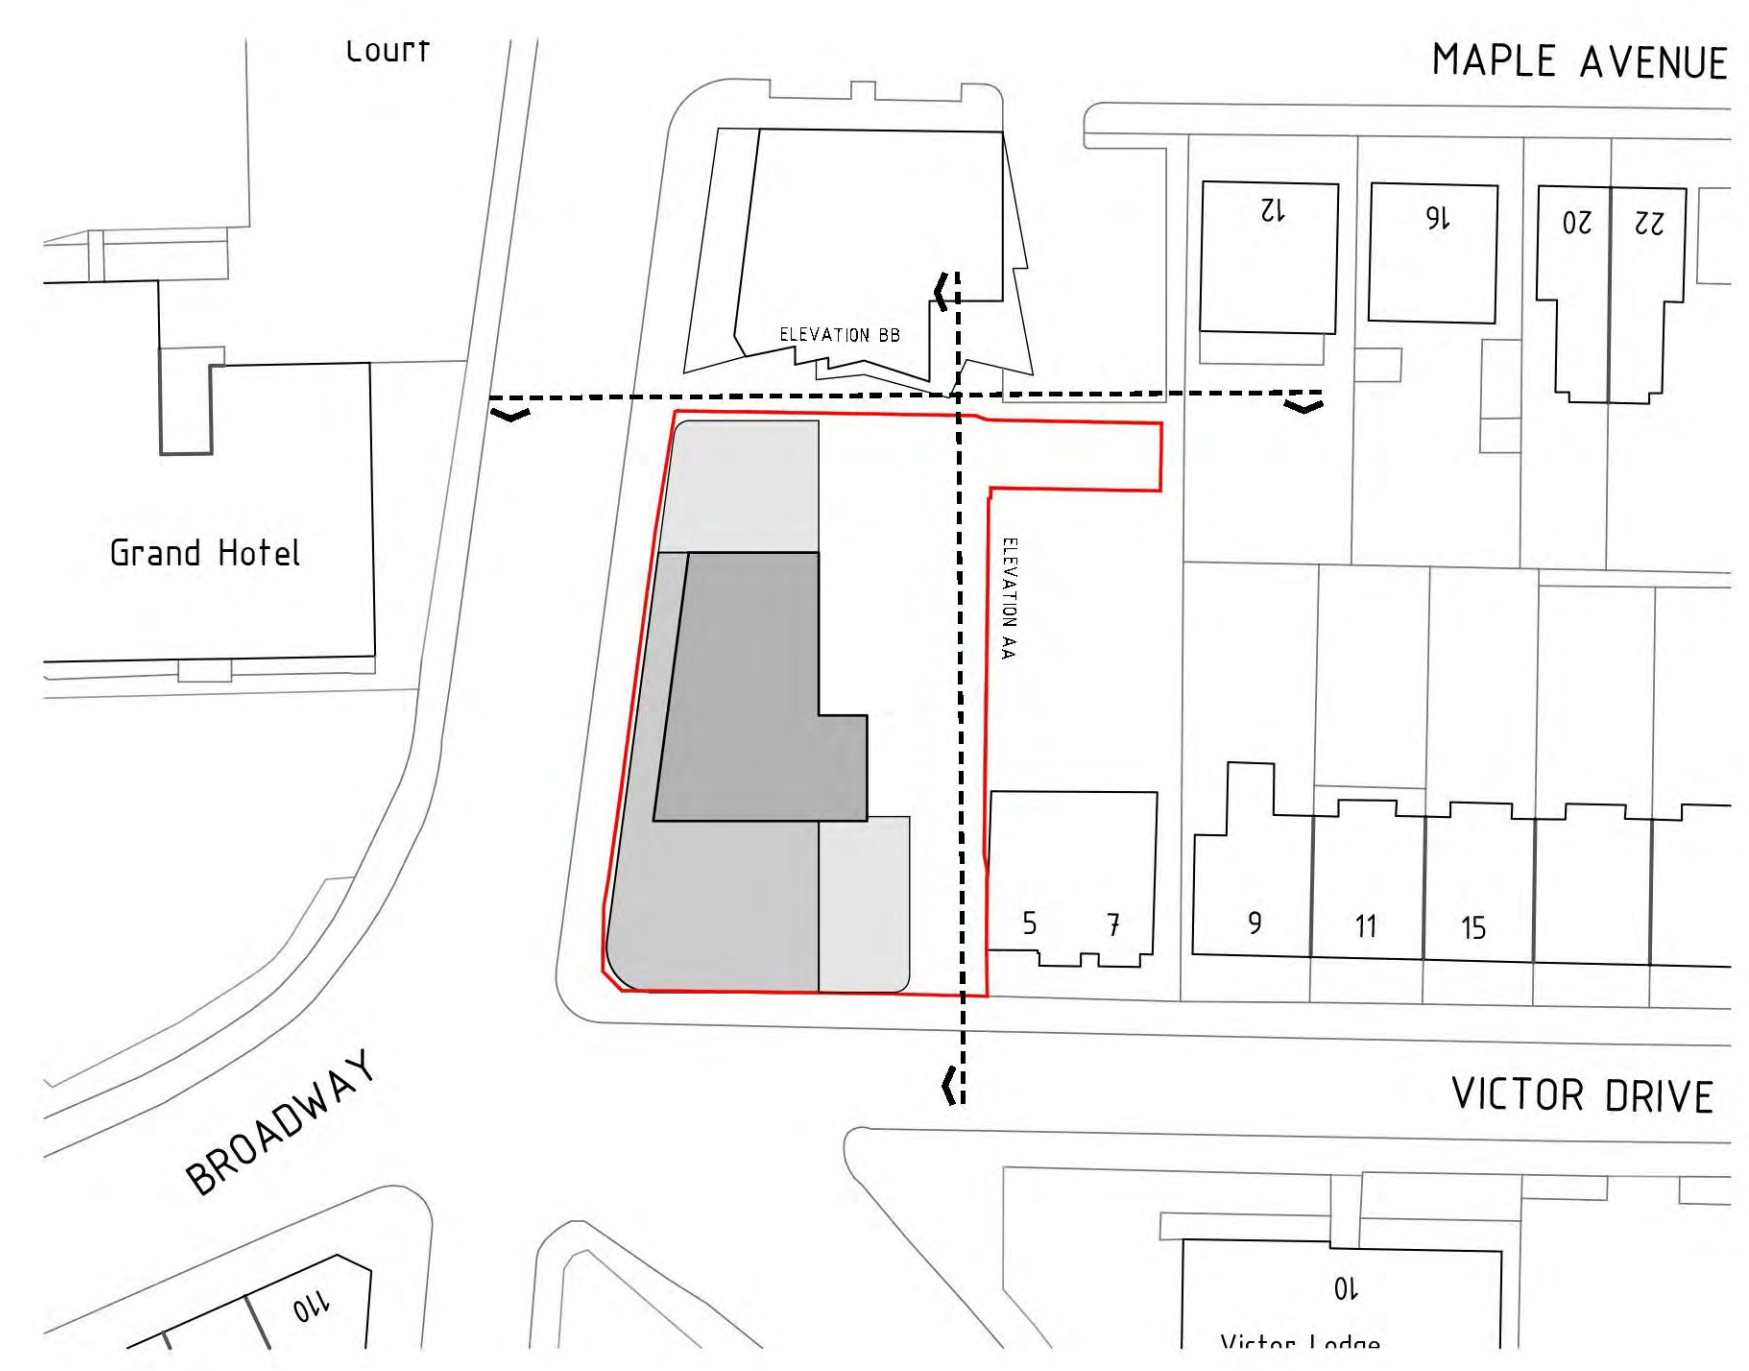 Court
MAPLE AVENUE
12
16
20
22
ELEVATION BB
Grand Hotel
ELEVATION AA
5
7
9
11
15
BROADWAY
VICTOR DRIVE
110
10
Victor Lodge